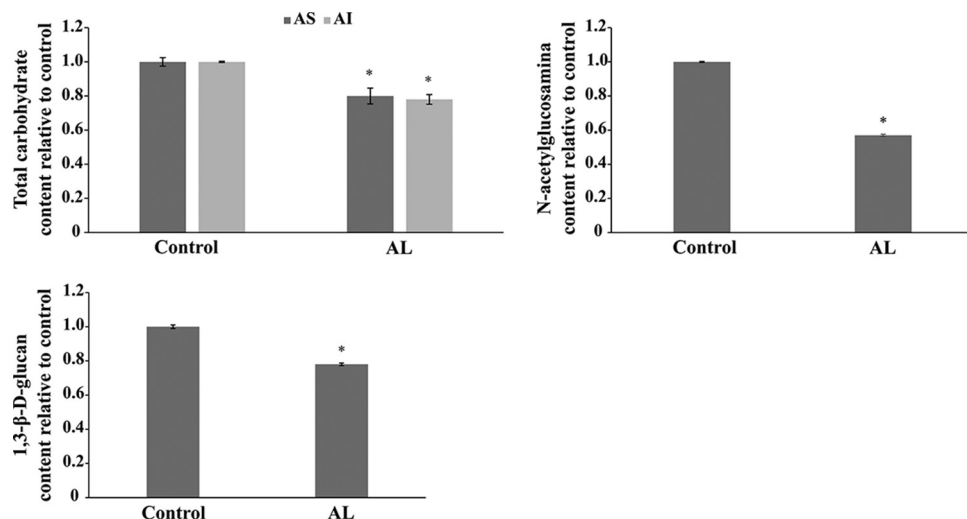 AS AI
Total carbohydrate
content relative to control
1.2
1.0
0.8
0.6
0.4
0.2
0
* *
Control AL
N-acetylglucosamina
content relative to control
1.2
1.0
0.8
0.6
0.4
0.2
0
*
Control AL
1,3-β-D-glucan
content relative to control
1.2
1.0
0.8
0.6
0.4
0.2
0
*
Control AL